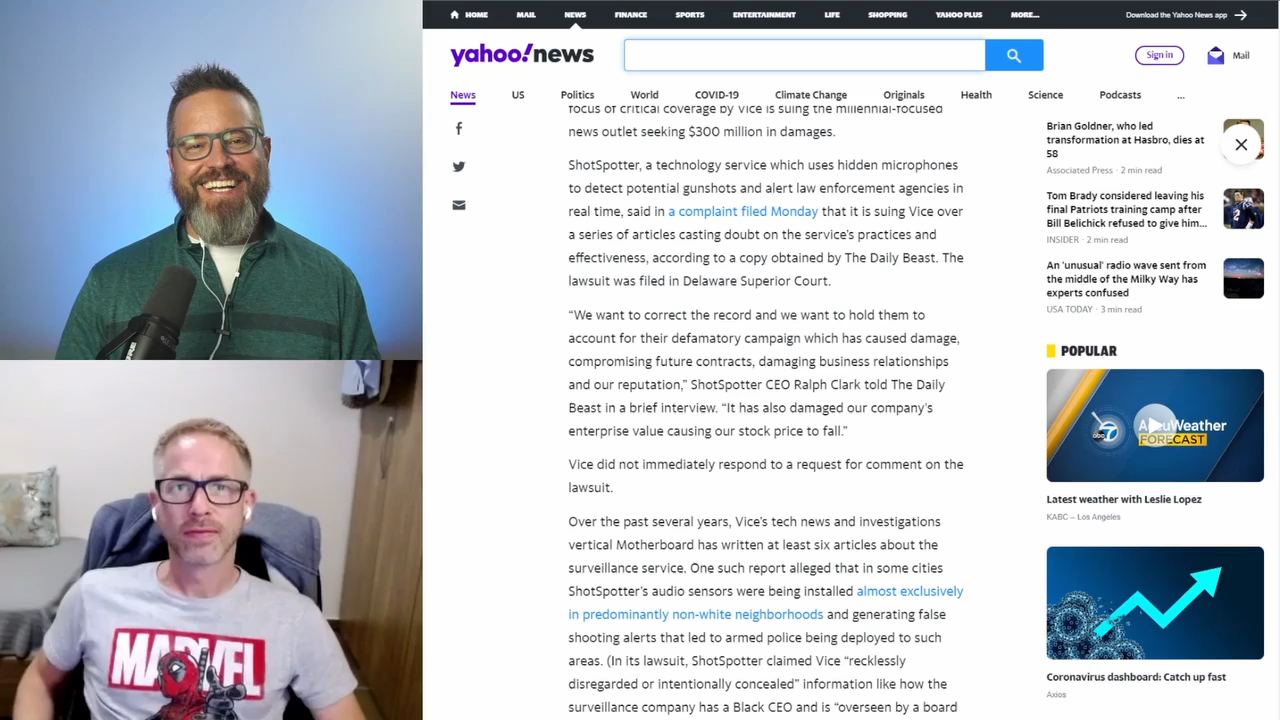 HOME MAIL NEWS FINANCE SPORTS ENTERTAINMENT LIFE SHOPPING YAHOO PLUS MORE... Download the Yahoo News app
yahoo!news
Sign in
Mail
News US Politics World COVID-19 Climate Change Originals Health Science Podcasts ...
focus of critical coverage by Vice is suing the millennial-focused
news outlet seeking $300 million in damages.
ShotSpotter, a technology service which uses hidden microphones
to detect potential gunshots and alert law enforcement agencies in
real time, said in a complaint filed Monday that it is suing Vice over
a series of articles casting doubt on the service's practices and
effectiveness, according to a copy obtained by The Daily Beast. The
lawsuit was filed in Delaware Superior Court.
“We want to correct the record and we want to hold them to
account for their defamatory campaign which has caused damage,
compromising future contracts, damaging business relationships
and our reputation,” ShotSpotter CEO Ralph Clark told The Daily
Beast in a brief interview. “It has also damaged our company's
enterprise value causing our stock price to fall.”
Vice did not immediately respond to a request for comment on the
lawsuit.
Over the past several years, Vice's tech news and investigations
vertical Motherboard has written at least six articles about the
surveillance service. One such report alleged that in some cities
ShotSpotter's audio sensors were being installed almost exclusively
in predominantly non-white neighborhoods and generating false
shooting alerts that led to armed police being deployed to such
areas. (In its lawsuit, ShotSpotter claimed Vice “recklessly
disregarded or intentionally concealed” information like how the
surveillance company has a Black CEO and is “overseen by a board
Brian Goldner, who led
transformation at Hasbro, dies at
58
Associated Press · 2 min read
Tom Brady considered leaving his
final Patriots training camp after
Bill Belichick refused to give him...
INSIDER · 2 min read
An 'unusual' radio wave sent from
the middle of the Milky Way has
experts confused
USA TODAY · 3 min read
POPULAR
abc 7
AccuWeather
FORECAST
Latest weather with Leslie Lopez
KABC – Los Angeles
Coronavirus dashboard: Catch up fast
Axios
MARVEL